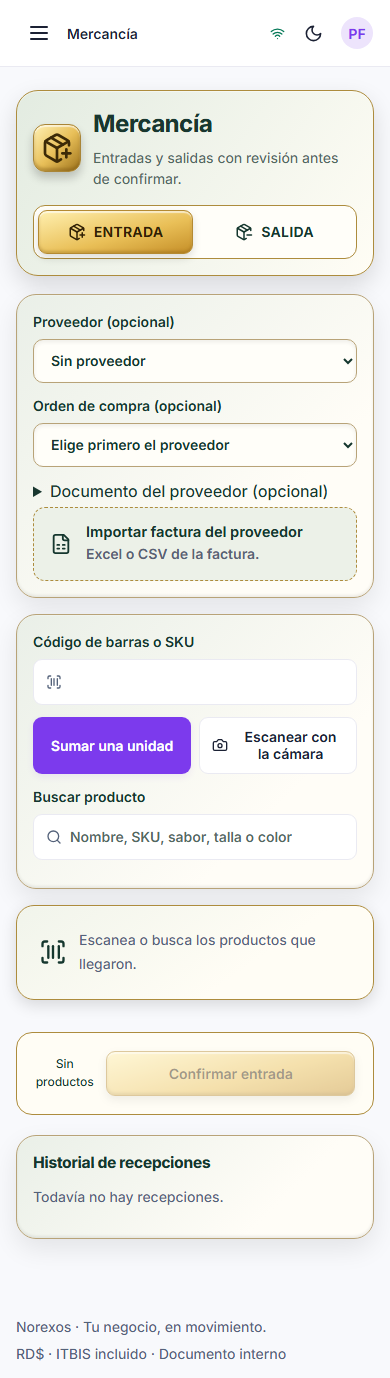 Mercancía
PF
Mercancía
Entradas y salidas con revisión antes
de confirmar.
ENTRADA
SALIDA
Proveedor (opcional)
Sin proveedor
Orden de compra (opcional)
Elige primero el proveedor
Documento del proveedor (opcional)
Importar factura del proveedor
Excel o CSV de la factura.
Código de barras o SKU
Sumar una unidad
Escanear con
la cámara
Buscar producto
Nombre, SKU, sabor, talla o color
Escanea o busca los productos que
llegaron.
Sin
productos
Confirmar entrada
Historial de recepciones
Todavía no hay recepciones.
Norexos · Tu negocio, en movimiento.
RD$ · ITBIS incluido · Documento interno